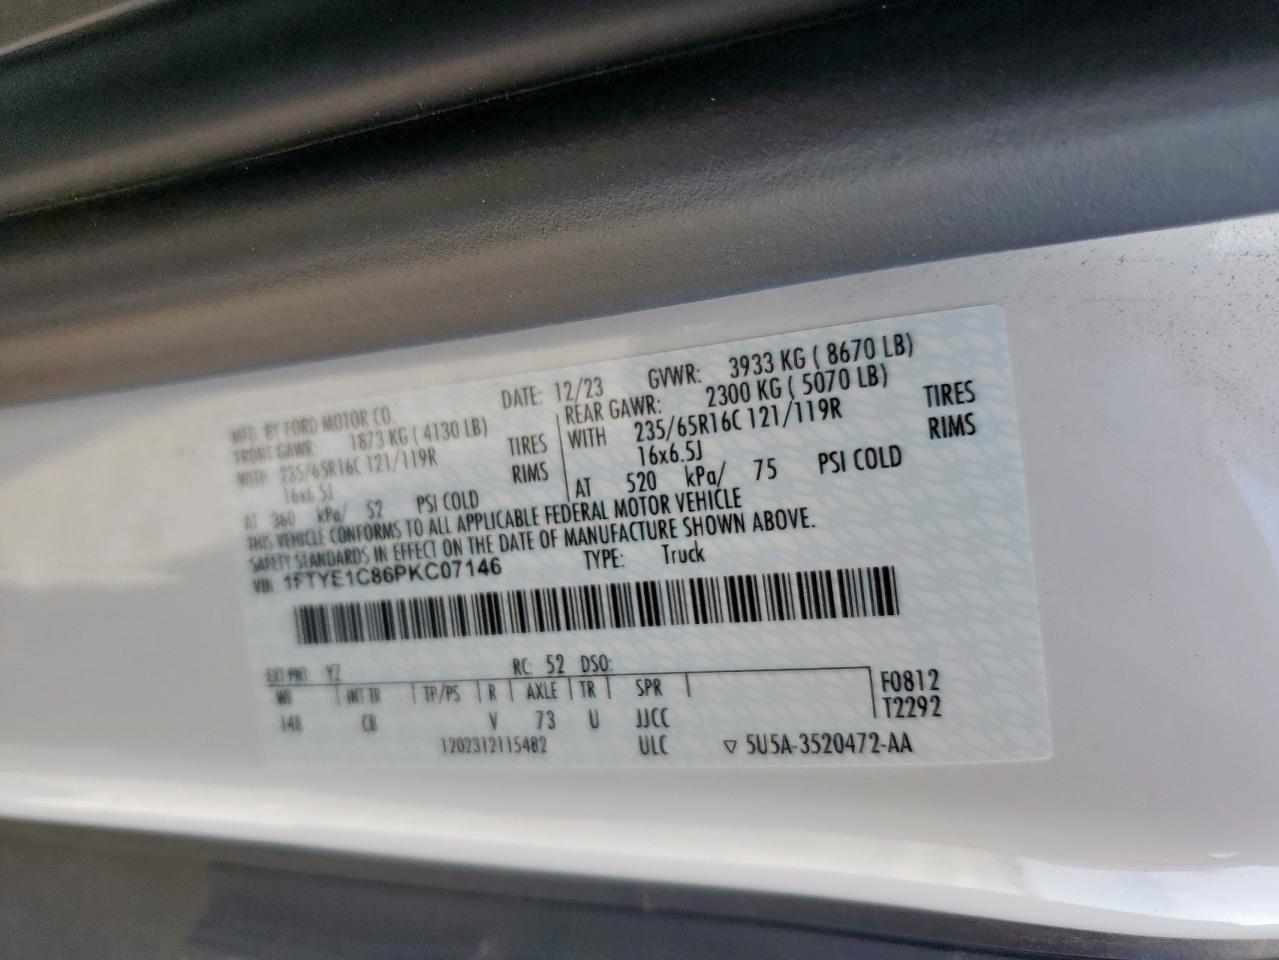 MFD. BY FORD MOTOR CO. DATE: 12/23 GVWR: 3933 KG ( 8670 LB)
FRONT GAWR: 1873 KG ( 4130 LB) REAR GAWR: 2300 KG ( 5070 LB)
WITH 235/65R16C 121/119R TIRES WITH 235/65R16C 121/119R TIRES
16x6.5J RIMS 16x6.5J RIMS
AT 360 kPa/ 52 PSI COLD AT 520 kPa/ 75 PSI COLD
THIS VEHICLE CONFORMS TO ALL APPLICABLE FEDERAL MOTOR VEHICLE
SAFETY STANDARDS IN EFFECT ON THE DATE OF MANUFACTURE SHOWN ABOVE.
VIN: 1FTYE1C86PKC07146 TYPE: Truck
EXT PNT: YZ RC: 52 DSO:
WB INT TR TP/PS R AXLE TR SPR F0812
148 CB V 73 U JJCC T2292
1202312115482 ULC ▽ 5U5A-3520472-AA